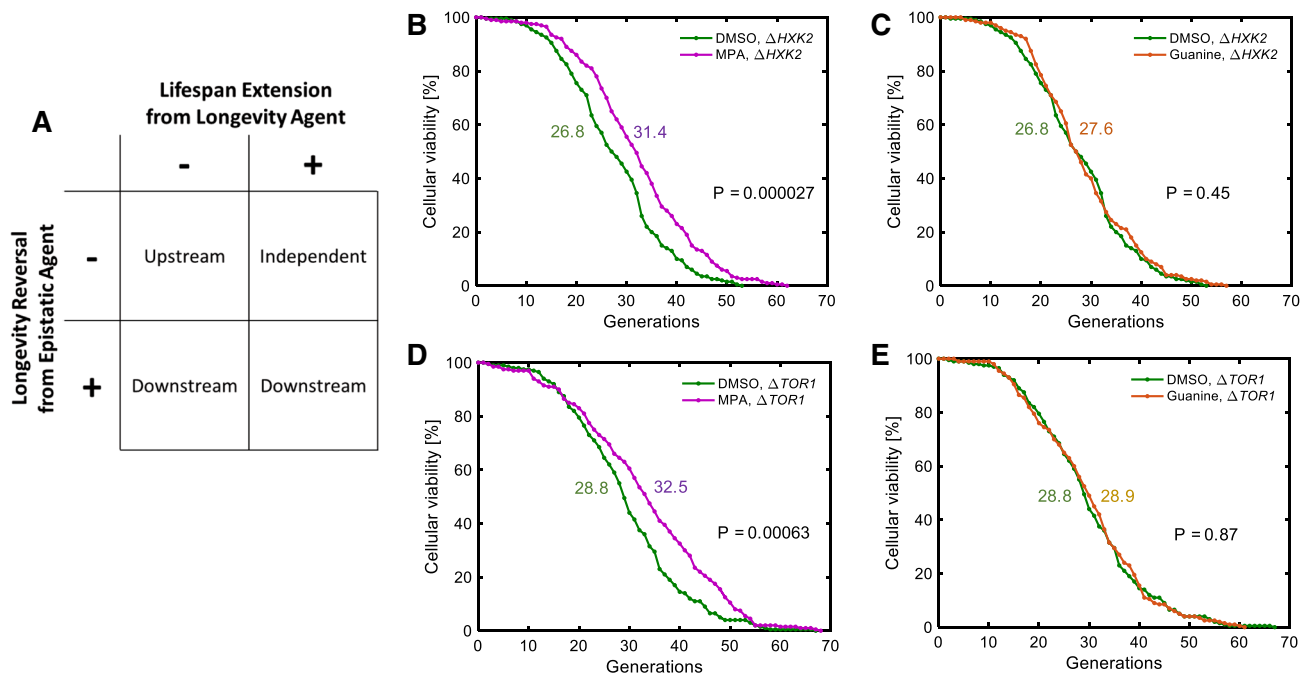 A
Lifespan Extension
from Longevity Agent
- +
Longevity Reversal
from Epistatic Agent
- Upstream Independent
+ Downstream Downstream
B
DMSO, ΔHXK2
MPA, ΔHXK2
Cellular viability [%]
100
80
60
40
20
0
26.8 31.4
P = 0.000027
0 10 20 30 40 50 60 70
Generations
C
DMSO, ΔHXK2
Guanine, ΔHXK2
Cellular viability [%]
100
80
60
40
20
0
26.8 27.6
P = 0.45
0 10 20 30 40 50 60 70
Generations
D
DMSO, ΔTOR1
MPA, ΔTOR1
Cellular viability [%]
100
80
60
40
20
0
28.8 32.5
P = 0.00063
0 10 20 30 40 50 60 70
Generations
E
DMSO, ΔTOR1
Guanine, ΔTOR1
Cellular viability [%]
100
80
60
40
20
0
28.8 28.9
P = 0.87
0 10 20 30 40 50 60 70
Generations